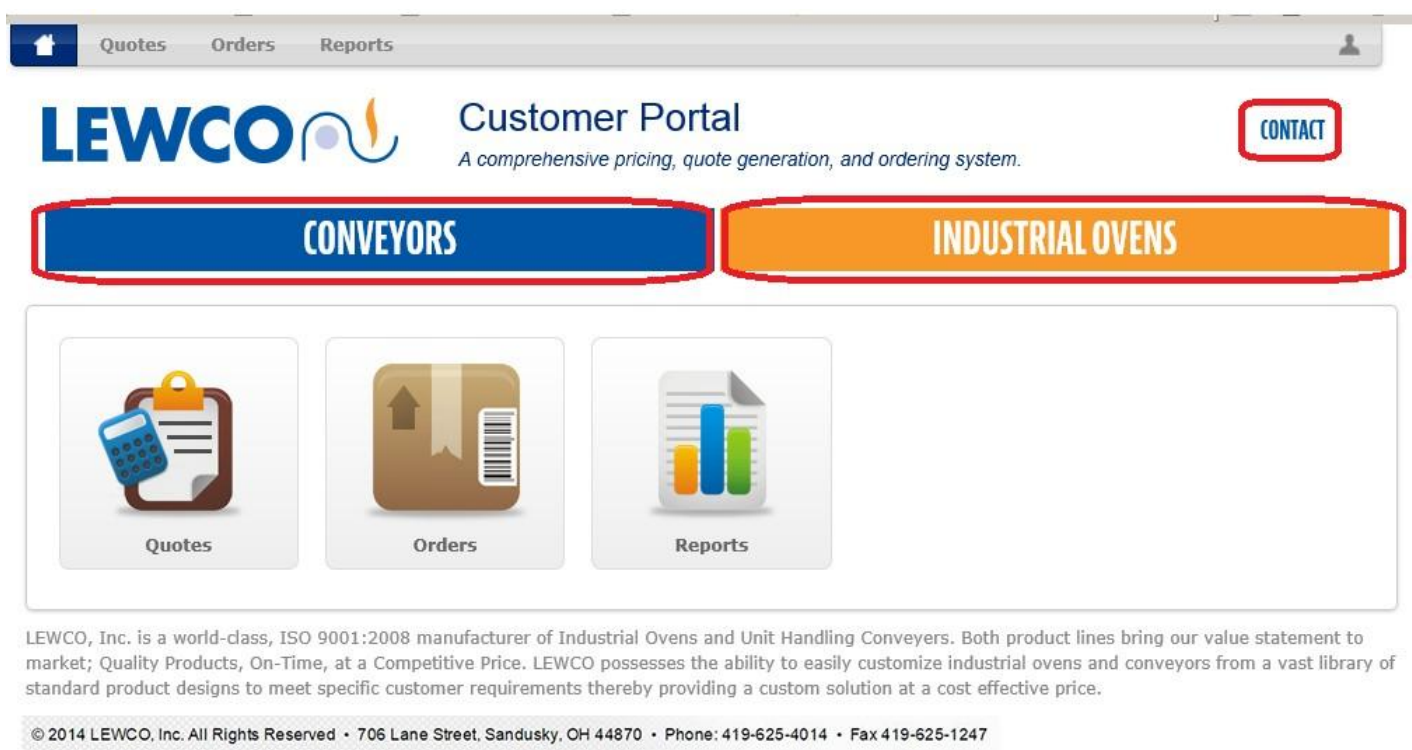 Quotes Orders Reports
LEWCO
Customer Portal
A comprehensive pricing, quote generation, and ordering system.
CONTACT
CONVEYORS INDUSTRIAL OVENS
Quotes Orders Reports
LEWCO, Inc. is a world-class, ISO 9001:2008 manufacturer of Industrial Ovens and Unit Handling Conveyers. Both product lines bring our value statement to
market; Quality Products, On-Time, at a Competitive Price. LEWCO possesses the ability to easily customize industrial ovens and conveyors from a vast library of
standard product designs to meet specific customer requirements thereby providing a custom solution at a cost effective price.
© 2014 LEWCO, Inc. All Rights Reserved • 706 Lane Street, Sandusky, OH 44870 • Phone: 419-625-4014 • Fax 419-625-1247